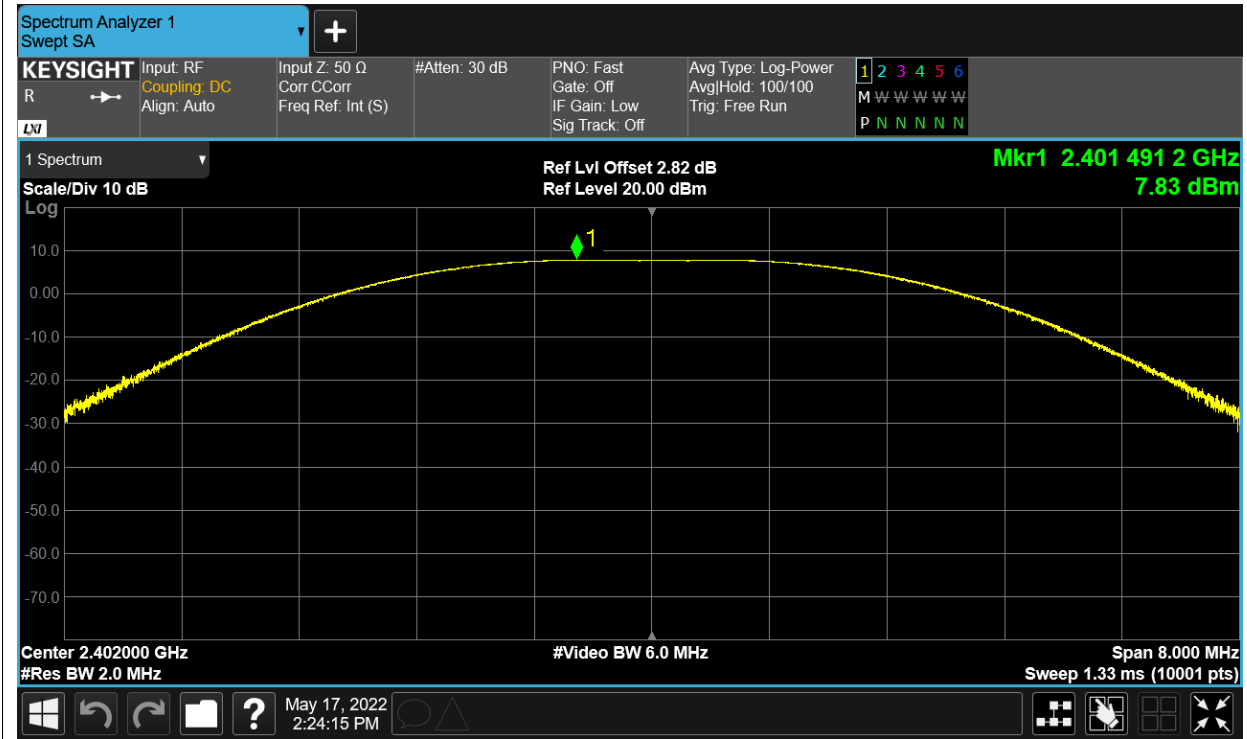 Spectrum Analyzer 1
Swept SA
KEYSIGHT
R
LXI
Input: RF
Coupling: DC
Align: Auto
Input Z: 50 Ω
Corr CCorr
Freq Ref: Int (S)
#Atten: 30 dB
PNO: Fast
Gate: Off
IF Gain: Low
Sig Track: Off
Avg Type: Log-Power
Avg|Hold: 100/100
Trig: Free Run
1 2 3 4 5 6
M W W W W W
P N N N N N
1 Spectrum
Scale/Div 10 dB
Log
Ref Lvl Offset 2.82 dB
Ref Level 20.00 dBm
Mkr1 2.401 491 2 GHz
7.83 dBm
1
10.0
0.00
-10.0
-20.0
-30.0
-40.0
-50.0
-60.0
-70.0
Center 2.402000 GHz
#Video BW 6.0 MHz
Span 8.000 MHz
#Res BW 2.0 MHz
Sweep 1.33 ms (10001 pts)
?
May 17, 2022
2:24:15 PM